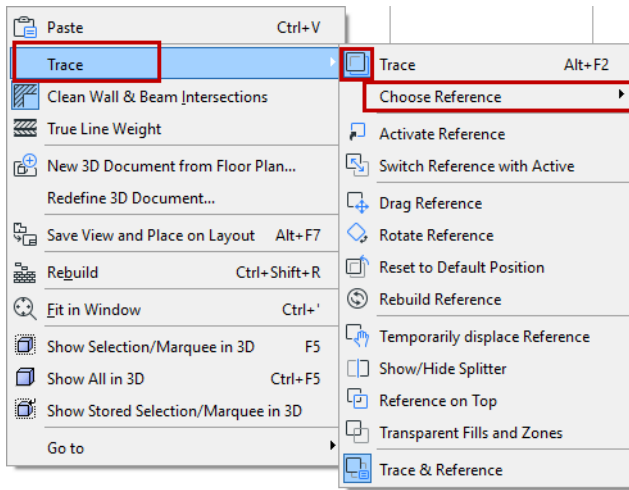 Paste Ctrl+V
Trace
Clean Wall & Beam Intersections
True Line Weight
New 3D Document from Floor Plan...
Redefine 3D Document...
Save View and Place on Layout Alt+F7
Rebuild Ctrl+Shift+R
Fit in Window Ctrl+'
Show Selection/Marquee in 3D F5
Show All in 3D Ctrl+F5
Show Stored Selection/Marquee in 3D
Go to
Trace Alt+F2
Choose Reference
Activate Reference
Switch Reference with Active
Drag Reference
Rotate Reference
Reset to Default Position
Rebuild Reference
Temporarily displace Reference
Show/Hide Splitter
Reference on Top
Transparent Fills and Zones
Trace & Reference